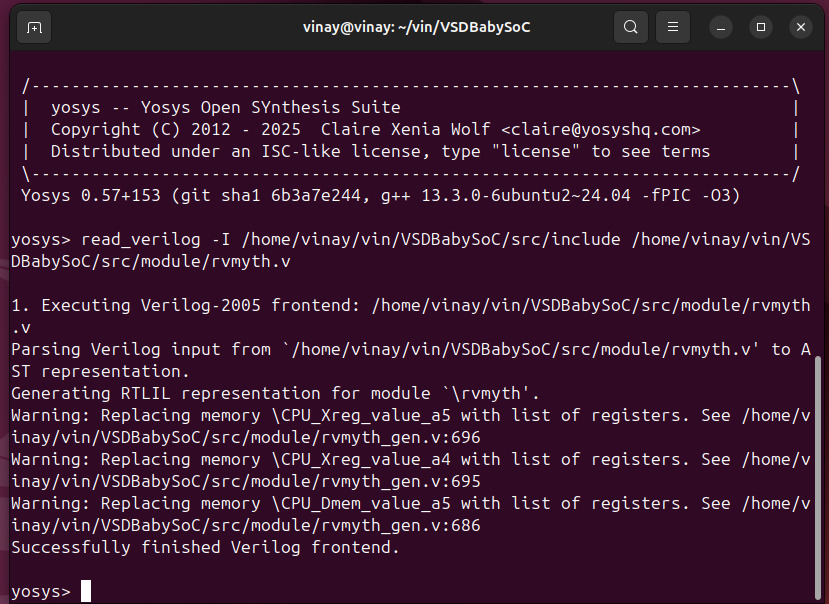 vinay@vinay: ~/vin/VSDBabySoC
/----------------------------------------------------------------------------\
|  yosys -- Yosys Open SYnthesis Suite                                       |
|  Copyright (C) 2012 - 2025  Claire Xenia Wolf <claire@yosyshq.com>         |
|  Distributed under an ISC-like license, type "license" to see terms        |
\----------------------------------------------------------------------------/
Yosys 0.57+153 (git sha1 6b3a7e244, g++ 13.3.0-6ubuntu2~24.04 -fPIC -O3)
yosys> read_verilog -I /home/vinay/vin/VSDBabySoC/src/include /home/vinay/vin/VS
DBabySoC/src/module/rvmyth.v
1. Executing Verilog-2005 frontend: /home/vinay/vin/VSDBabySoC/src/module/rvmyth
.v
Parsing Verilog input from `/home/vinay/vin/VSDBabySoC/src/module/rvmyth.v' to A
ST representation.
Generating RTLIL representation for module `\rvmyth'.
Warning: Replacing memory \CPU_Xreg_value_a5 with list of registers. See /home/v
inay/vin/VSDBabySoC/src/module/rvmyth_gen.v:696
Warning: Replacing memory \CPU_Xreg_value_a4 with list of registers. See /home/v
inay/vin/VSDBabySoC/src/module/rvmyth_gen.v:695
Warning: Replacing memory \CPU_Dmem_value_a5 with list of registers. See /home/v
inay/vin/VSDBabySoC/src/module/rvmyth_gen.v:686
Successfully finished Verilog frontend.
yosys>